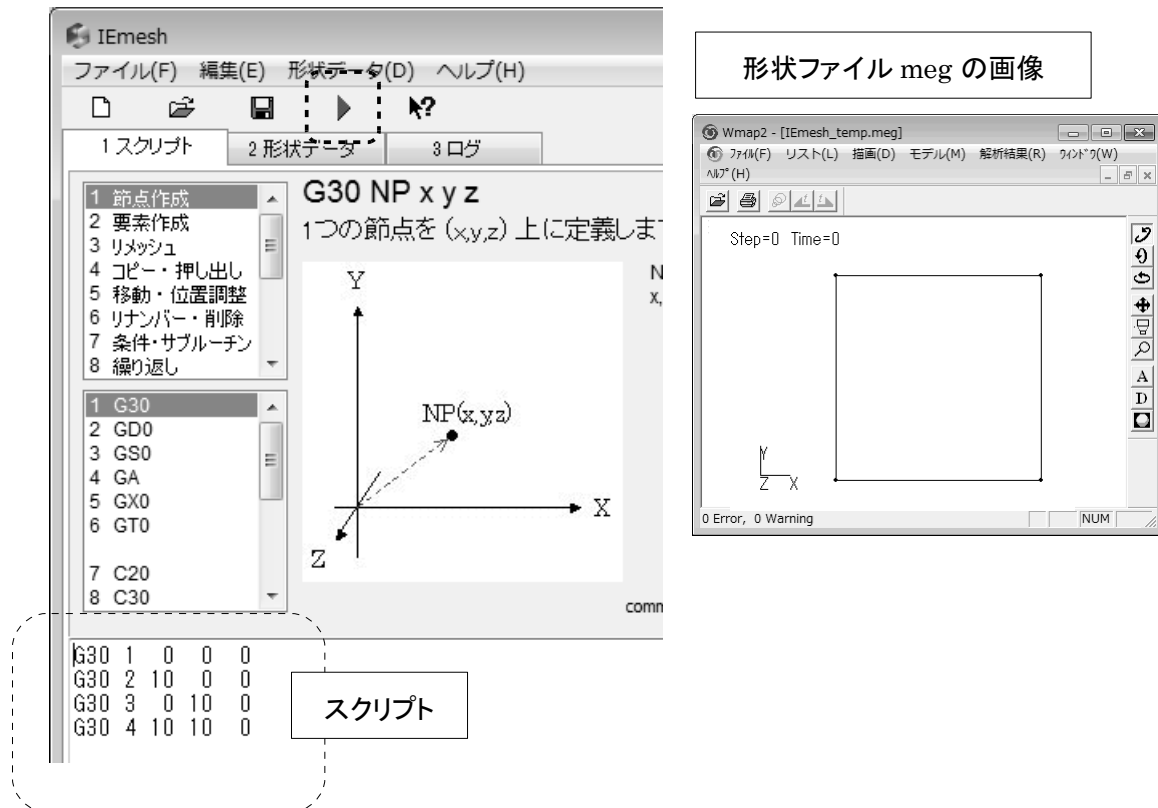 IEmesh
ファイル(F) 編集(E) 形状データ(D) ヘルプ(H)
1 スクリプト 2 形状データ 3 ログ
1 節点作成
2 要素作成
3 リメッシュ
4 コピー・押し出し
5 移動・位置調整
6 リナンバー・削除
7 条件・サブルーチン
8 繰り返し
1 G30
2 GD0
3 GS0
4 GA
5 GX0
6 GT0
7 C20
8 C30
G30 NP x y z
1つの節点を (x,y,z) 上に定義しま
Y
NP(x,y,z)
X
Z
N
x,
comm
G30 1 0 0 0
G30 2 10 0 0
G30 3 0 10 0
G30 4 10 10 0
スクリプト
形状ファイル meg の画像
Wmap2 - [IEmesh_temp.meg]
ファイル(F) リスト(L) 描画(D) モデル(M) 解析結果(R) ウィンドウ(W)
ヘルプ(H)
Step=0 Time=0
Y
Z X
A
D
0 Error, 0 Warning NUM